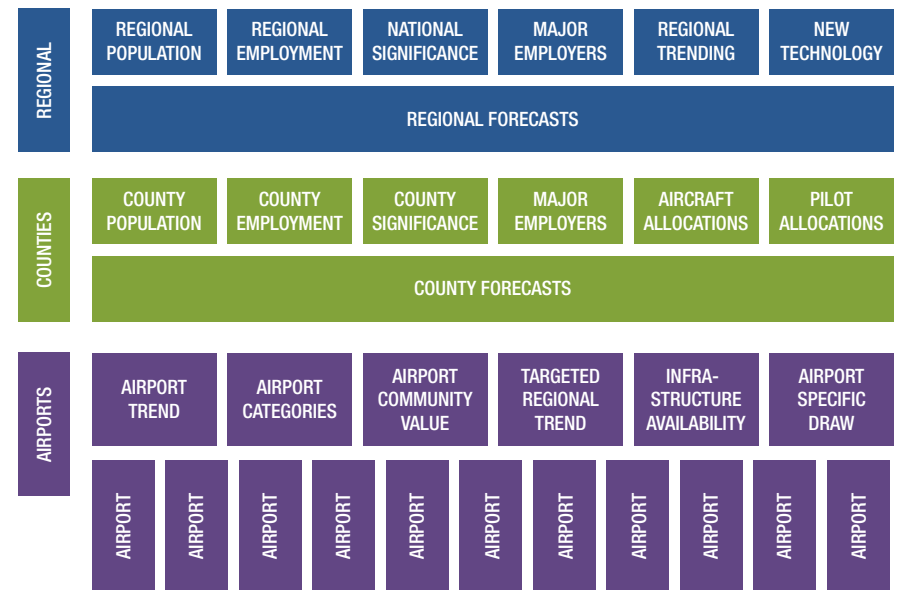 REGIONAL
REGIONAL
POPULATION
REGIONAL
EMPLOYMENT
NATIONAL
SIGNIFICANCE
MAJOR
EMPLOYERS
REGIONAL
TRENDING
NEW
TECHNOLOGY
REGIONAL FORECASTS
COUNTIES
COUNTY
POPULATION
COUNTY
EMPLOYMENT
COUNTY
SIGNIFICANCE
MAJOR
EMPLOYERS
AIRCRAFT
ALLOCATIONS
PILOT
ALLOCATIONS
COUNTY FORECASTS
AIRPORTS
AIRPORT
TREND
AIRPORT
CATEGORIES
AIRPORT
COMMUNITY
VALUE
TARGETED
REGIONAL
TREND
INFRA-
STRUCTURE
AVAILABILITY
AIRPORT
SPECIFIC
DRAW
AIRPORT
AIRPORT
AIRPORT
AIRPORT
AIRPORT
AIRPORT
AIRPORT
AIRPORT
AIRPORT
AIRPORT
AIRPORT